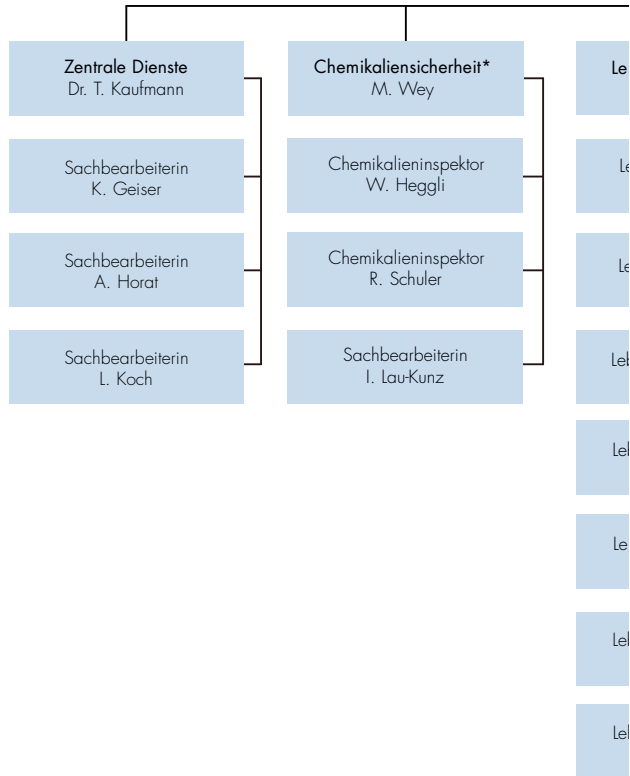 Zentrale Dienste
Dr. T. Kaufmann
Sachbearbeiterin
K. Geiser
Sachbearbeiterin
A. Horat
Sachbearbeiterin
L. Koch
Chemikaliensicherheit*
M. Wey
Chemikalieninspektor
W. Heggli
Chemikalieninspektor
R. Schuler
Sachbearbeiterin
I. Lau-Kunz